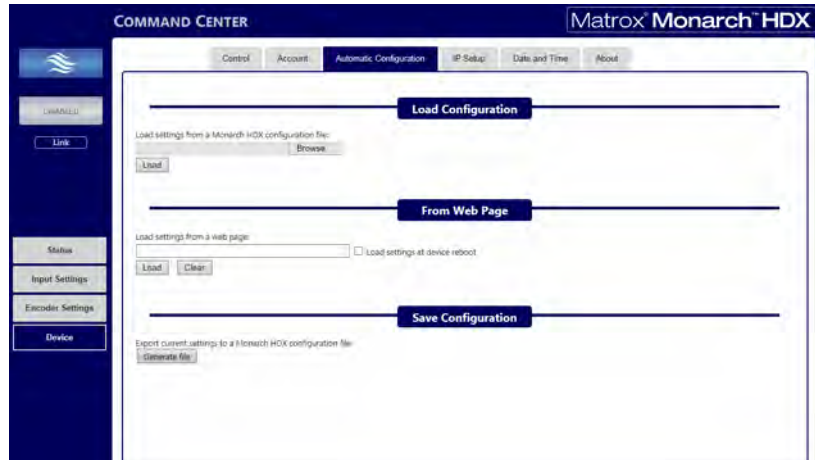 COMMAND CENTER
Matrox® Monarch™ HDX
Control Account Automatic Configuration IP Setup Date and Time About
Link
Status
Input Settings
Encoder Settings
Device
Load Configuration
Load settings from a Monarch HDX configuration file:
Browse
Load
From Web Page
Load settings from a web page:
Load settings at device reboot
Load Clear
Save Configuration
Export current settings to a Monarch HDX configuration file:
Generate file